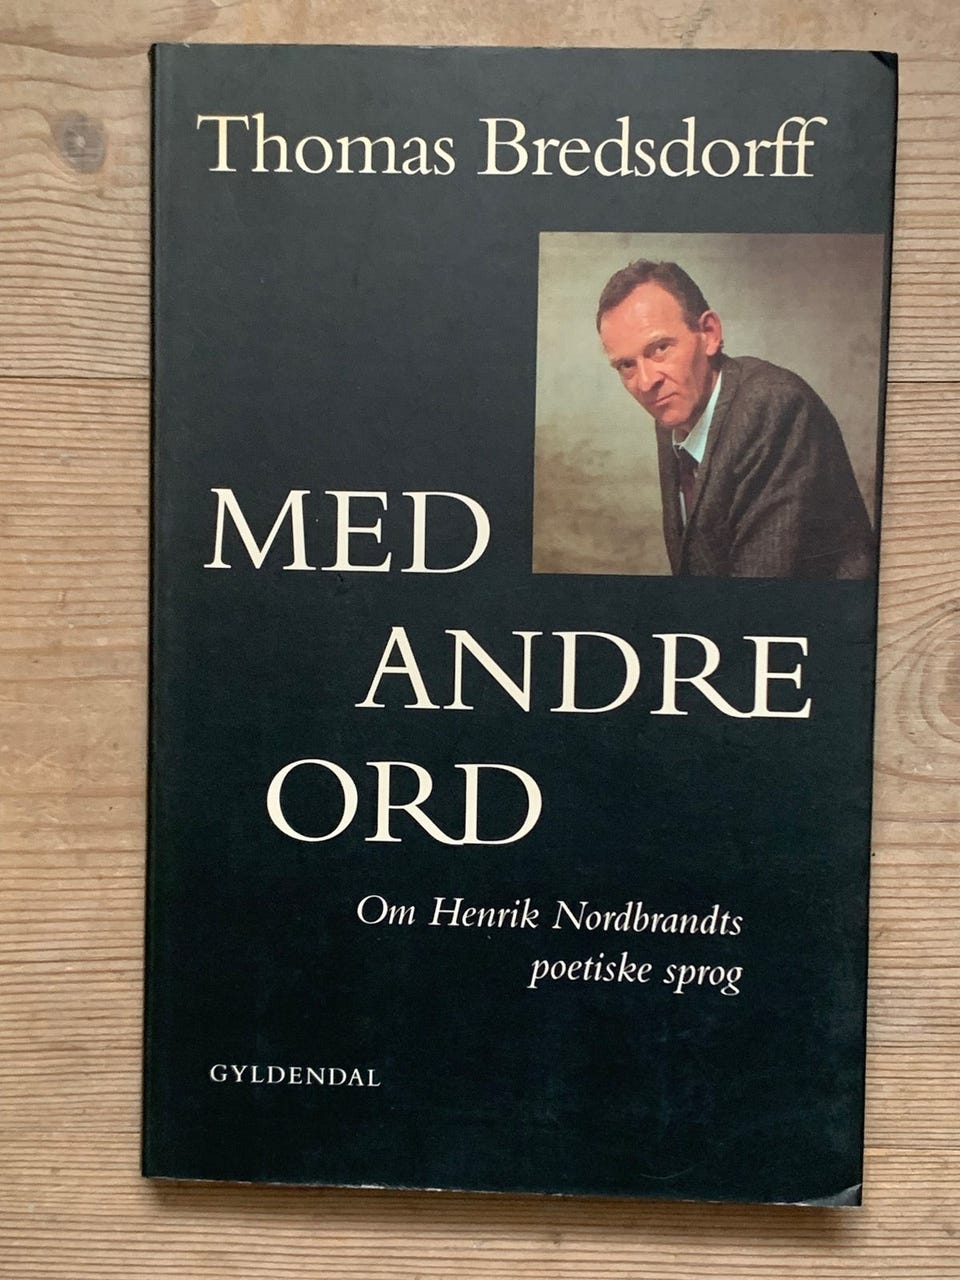 Thomas Bredsdorff
MED
ANDRE
ORD
Om Henrik Nordbrandts
poetiske sprog
GYLDENDAL